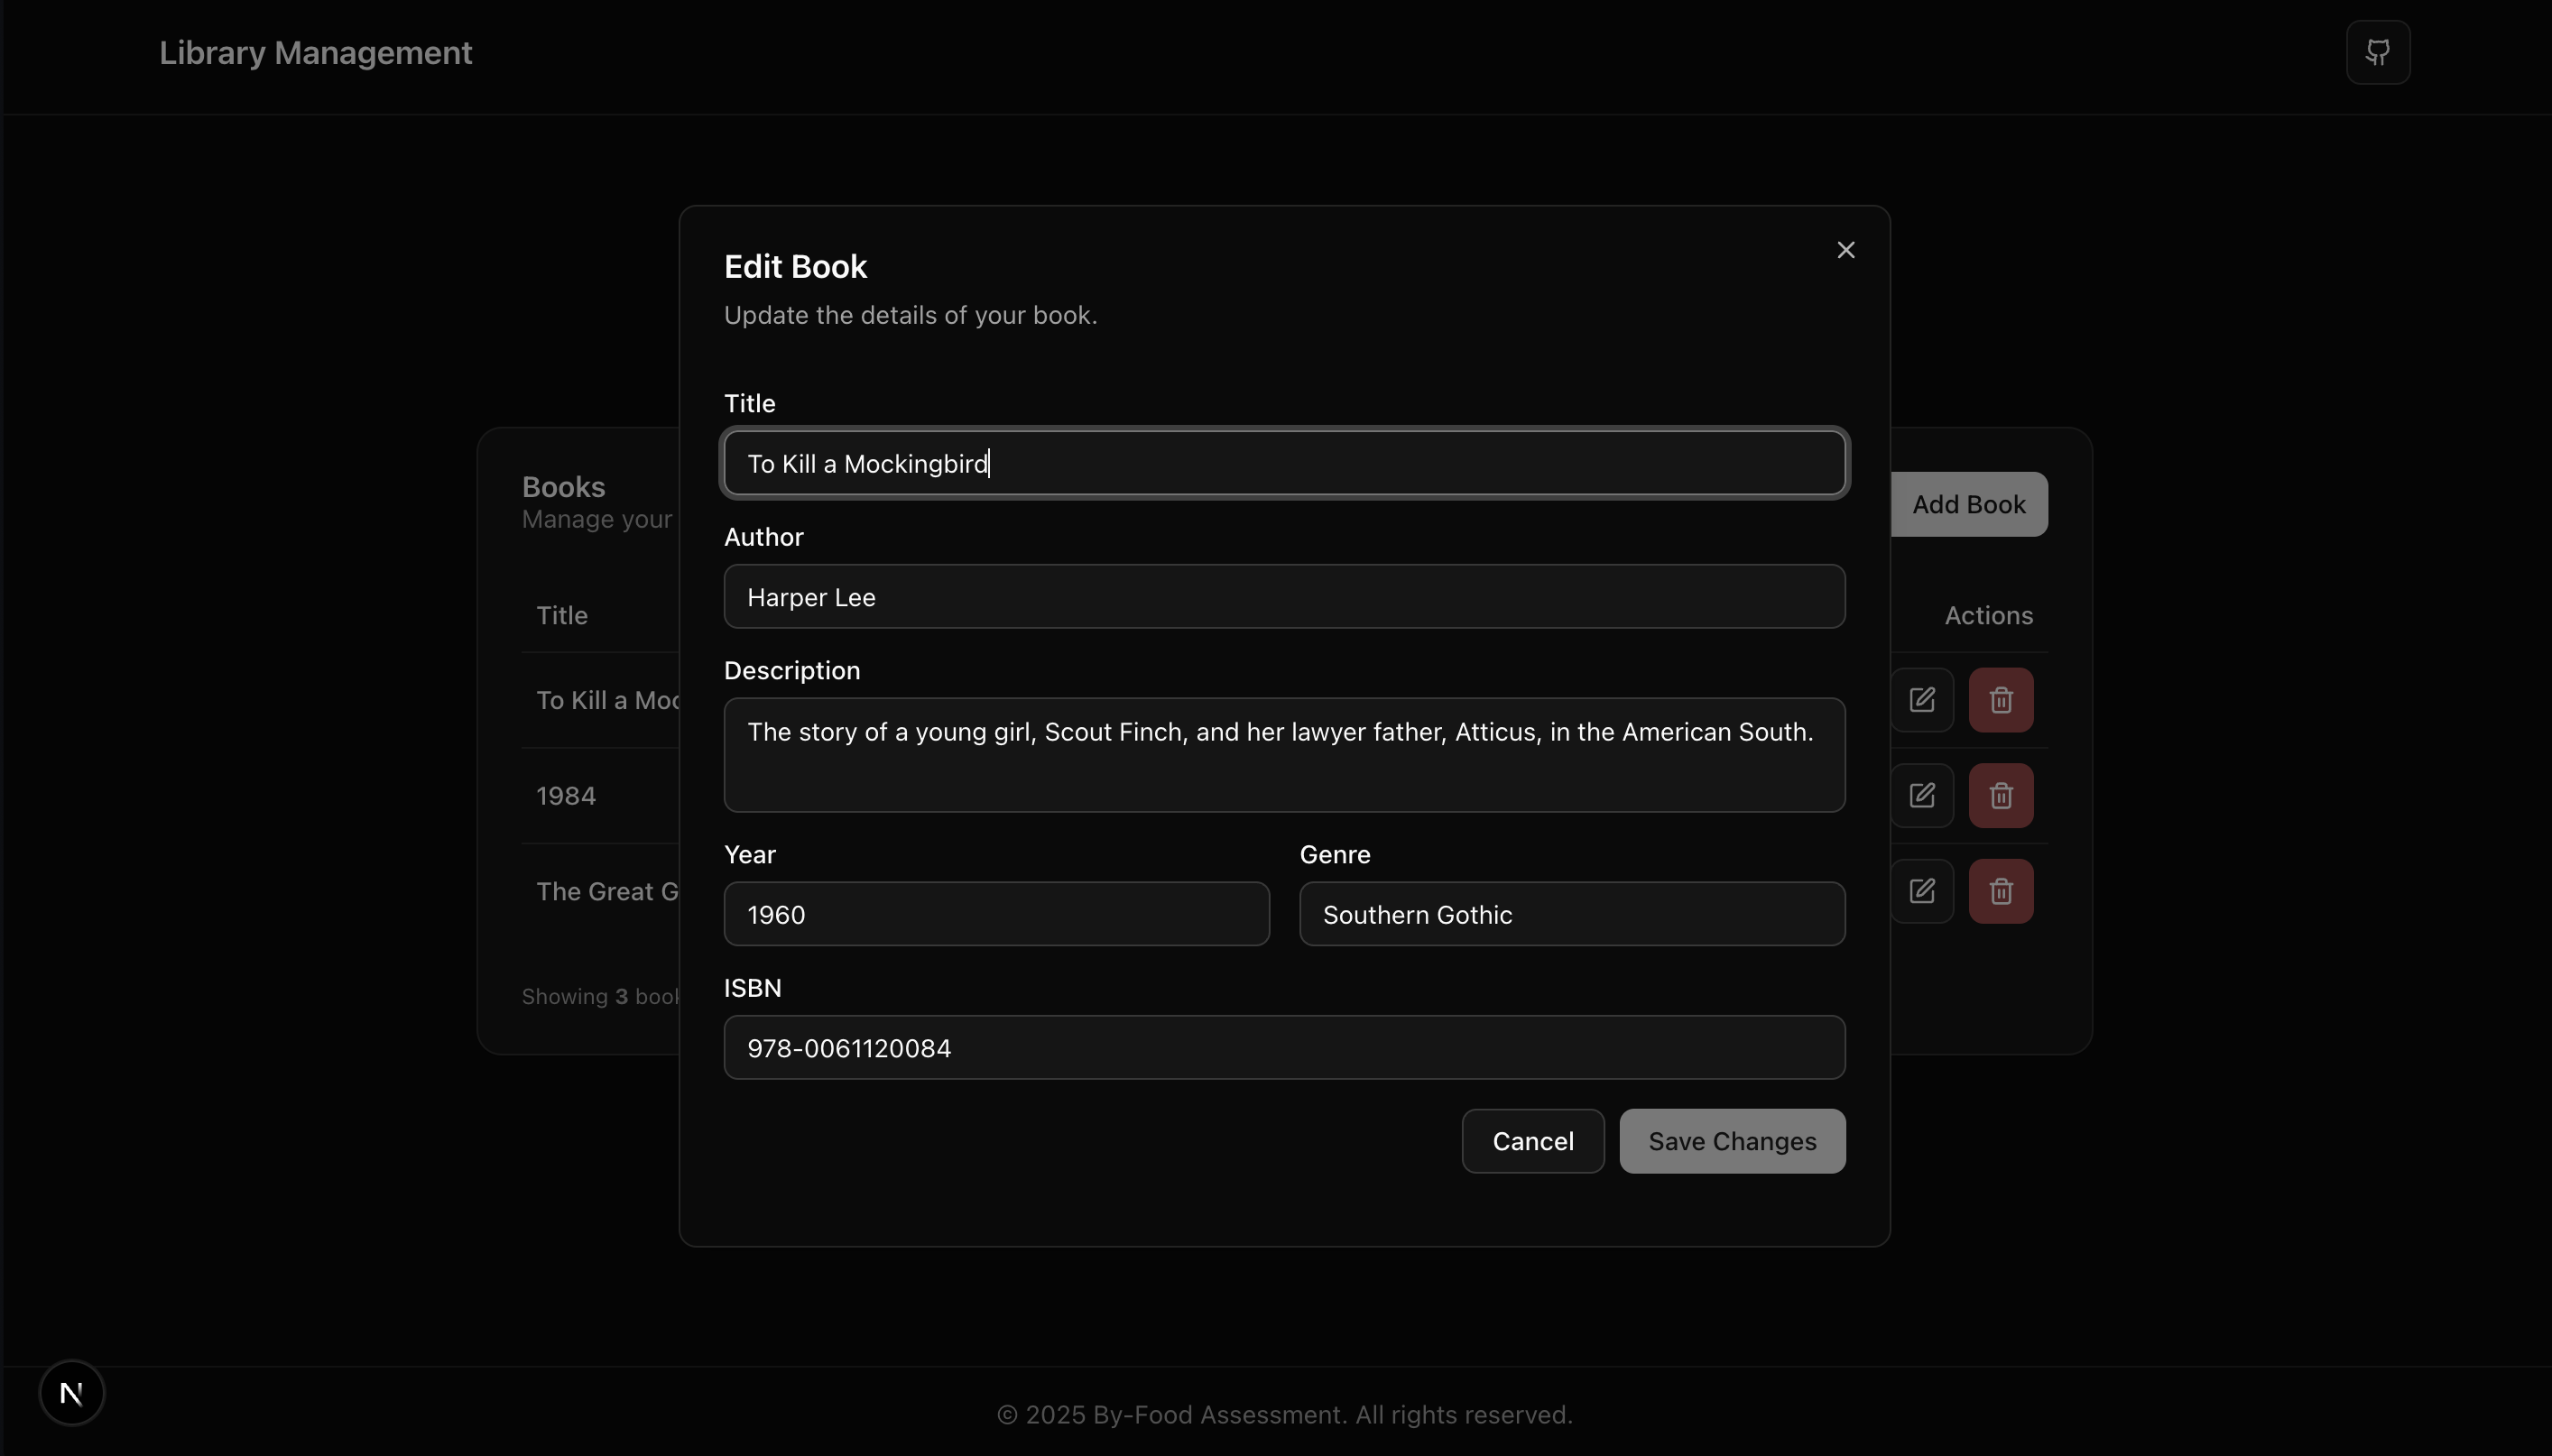 Library Management
Edit Book
Update the details of your book.
Title
To Kill a Mockingbird
Author
Harper Lee
Description
The story of a young girl, Scout Finch, and her lawyer father, Atticus, in the American South.
Year
Genre
1960
Southern Gothic
ISBN
978-0061120084
Cancel
Save Changes
Books
Manage your
Add Book
Title
Actions
To Kill a Moc
1984
The Great G
Showing 3 book
N
© 2025 By-Food Assessment. All rights reserved.